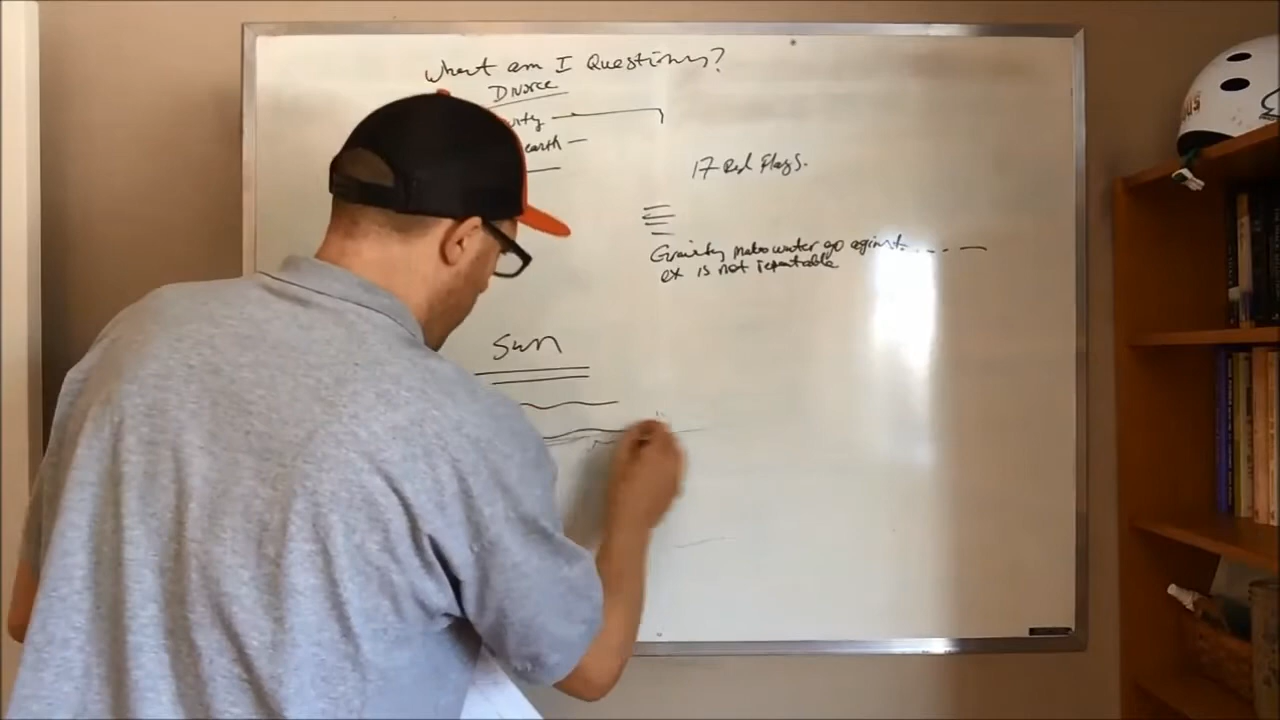 What am I Questioning?
Divorce
earth
17 Red Flags.
Gravity makes water go against
ex is not repeatable
Sun